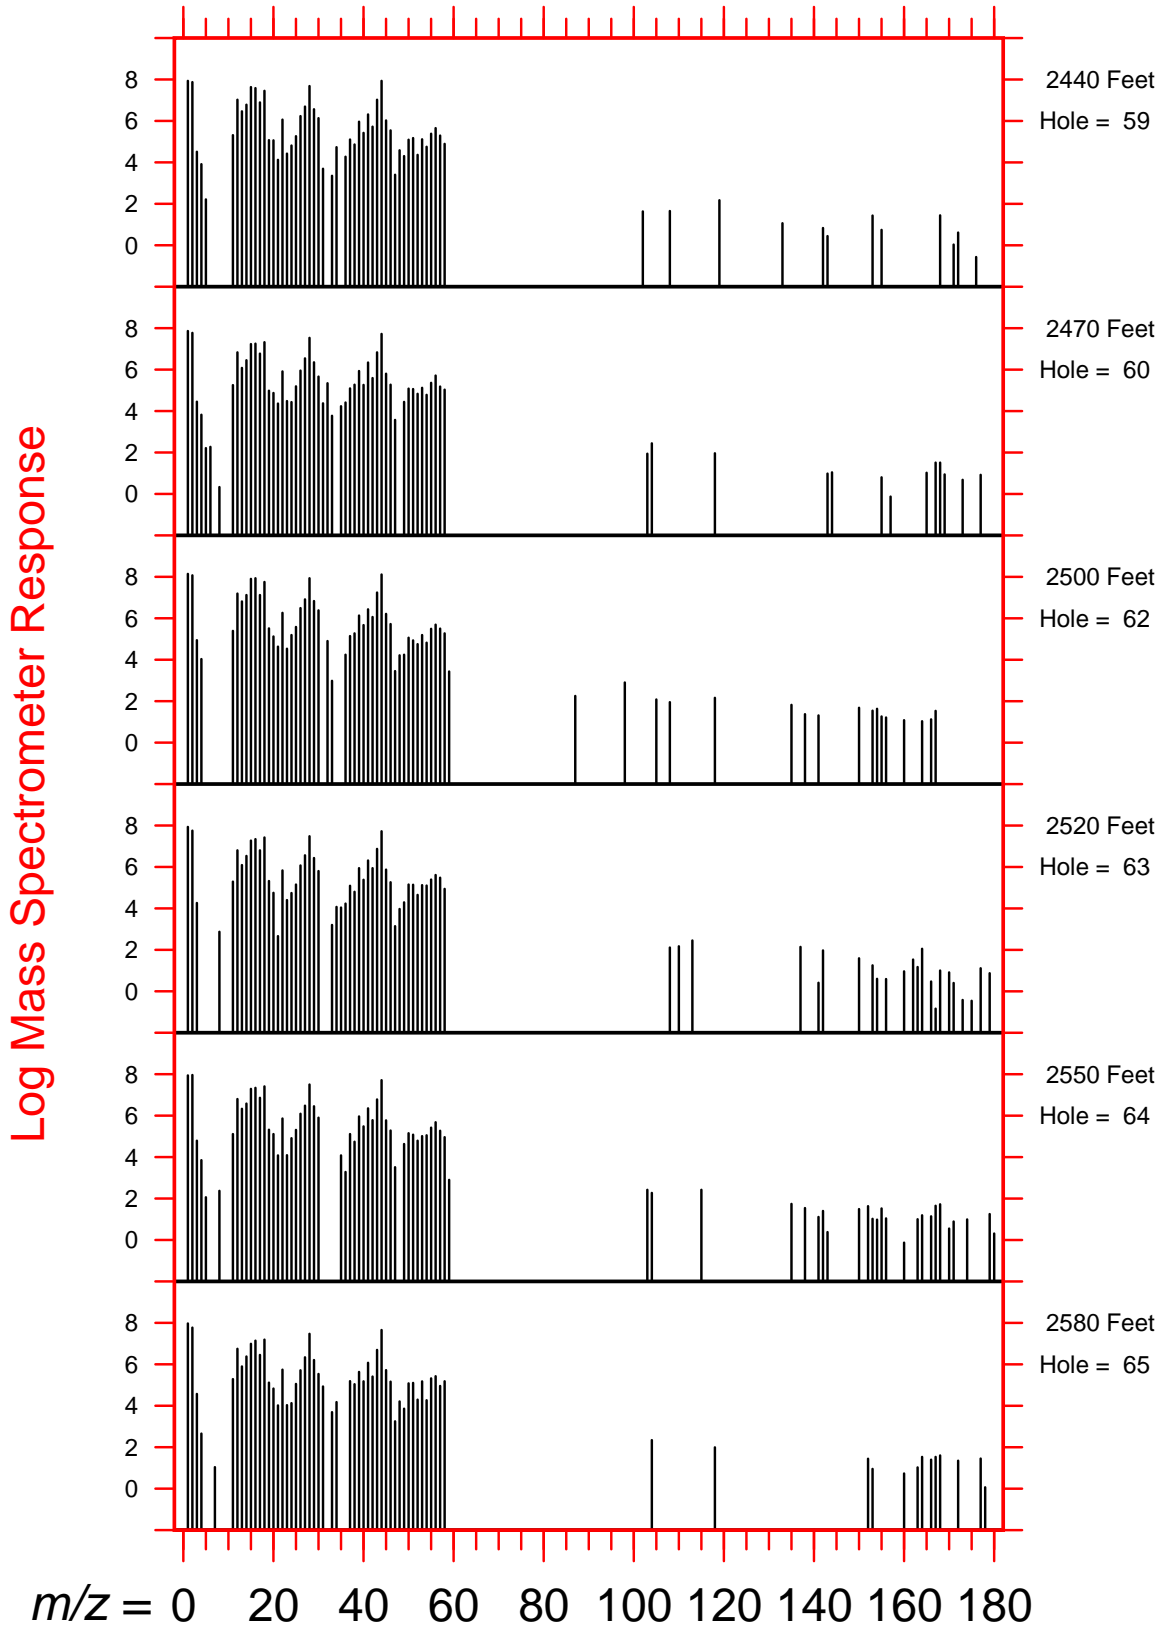 8
6
4
2
0
2440 Feet
Hole = 59
8
6
4
2
0
2470 Feet
Hole = 60
8
6
4
2
0
2500 Feet
Hole = 62
8
6
4
2
0
2520 Feet
Hole = 63
8
6
4
2
0
2550 Feet
Hole = 64
8
6
4
2
0
2580 Feet
Hole = 65
Log Mass Spectrometer Response
m/z = 0 20 40 60 80 100 120 140 160 180